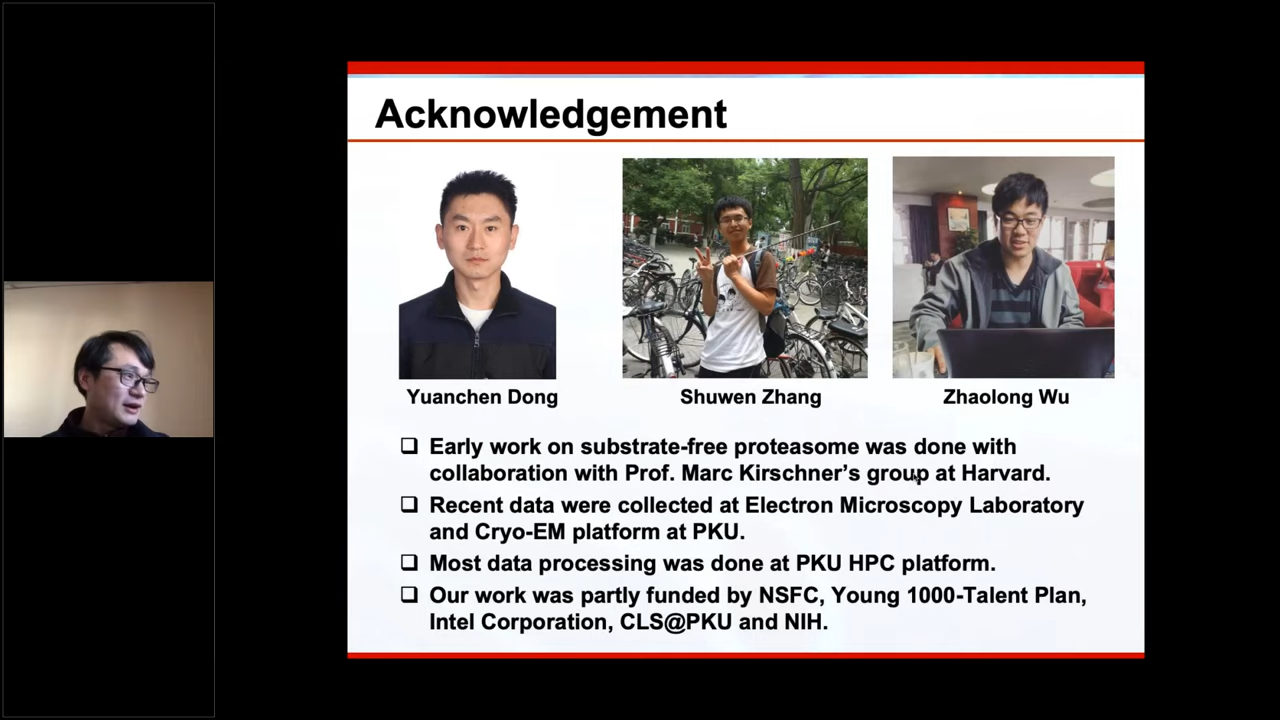 Acknowledgement
Yuanchen Dong
Shuwen Zhang
Zhaolong Wu
❑ Early work on substrate-free proteasome was done with
collaboration with Prof. Marc Kirschner’s group at Harvard.
❑ Recent data were collected at Electron Microscopy Laboratory
and Cryo-EM platform at PKU.
❑ Most data processing was done at PKU HPC platform.
❑ Our work was partly funded by NSFC, Young 1000-Talent Plan,
Intel Corporation, CLS@PKU and NIH.